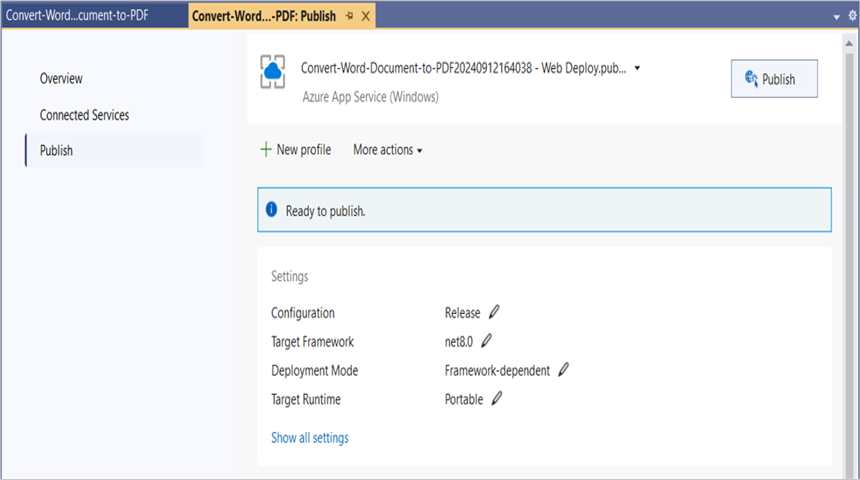 Convert-Word...cument-to-PDF
Convert-Word...-PDF: Publish
Overview
Connected Services
Publish
Convert-Word-Document-to-PDF20240912164038 - Web Deploy.pub...
Azure App Service (Windows)
Publish
New profile
More actions
Ready to publish.
Settings
Configuration Release
Target Framework net8.0
Deployment Mode Framework-dependent
Target Runtime Portable
Show all settings